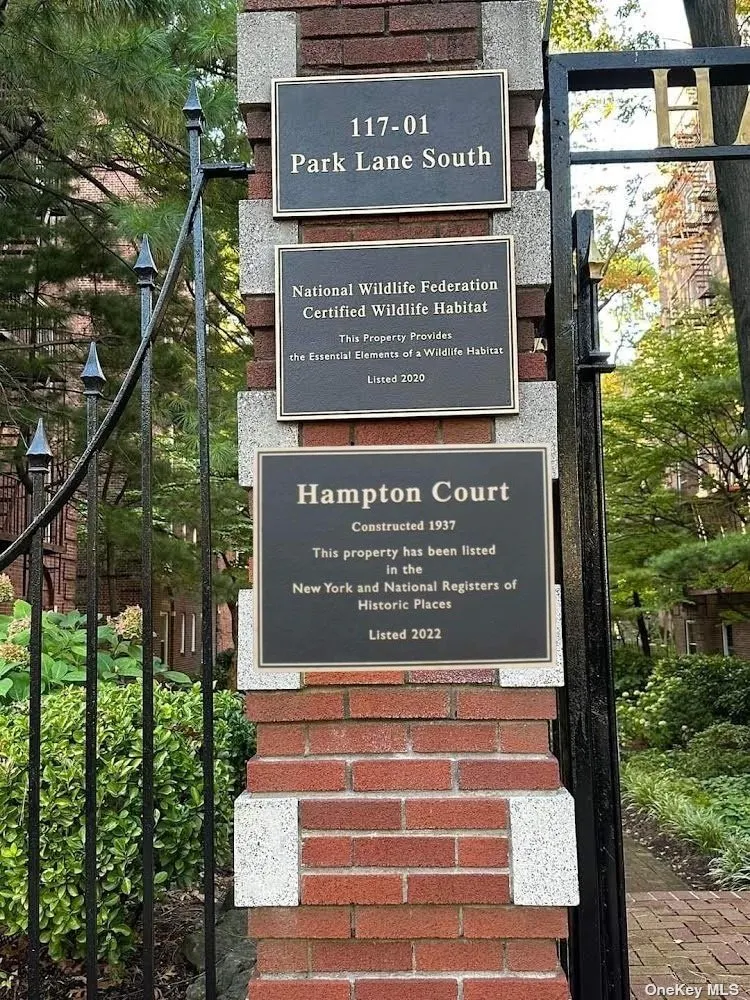 117-01
Park Lane South
National Wildlife Federation
Certified Wildlife Habitat
This Property Provides
the Essential Elements of a Wildlife Habitat
Listed 2020
Hampton Court
Constructed 1937
This property has been listed
in the
New York and National Registers of
Historic Places
Listed 2022
OneKey MLS